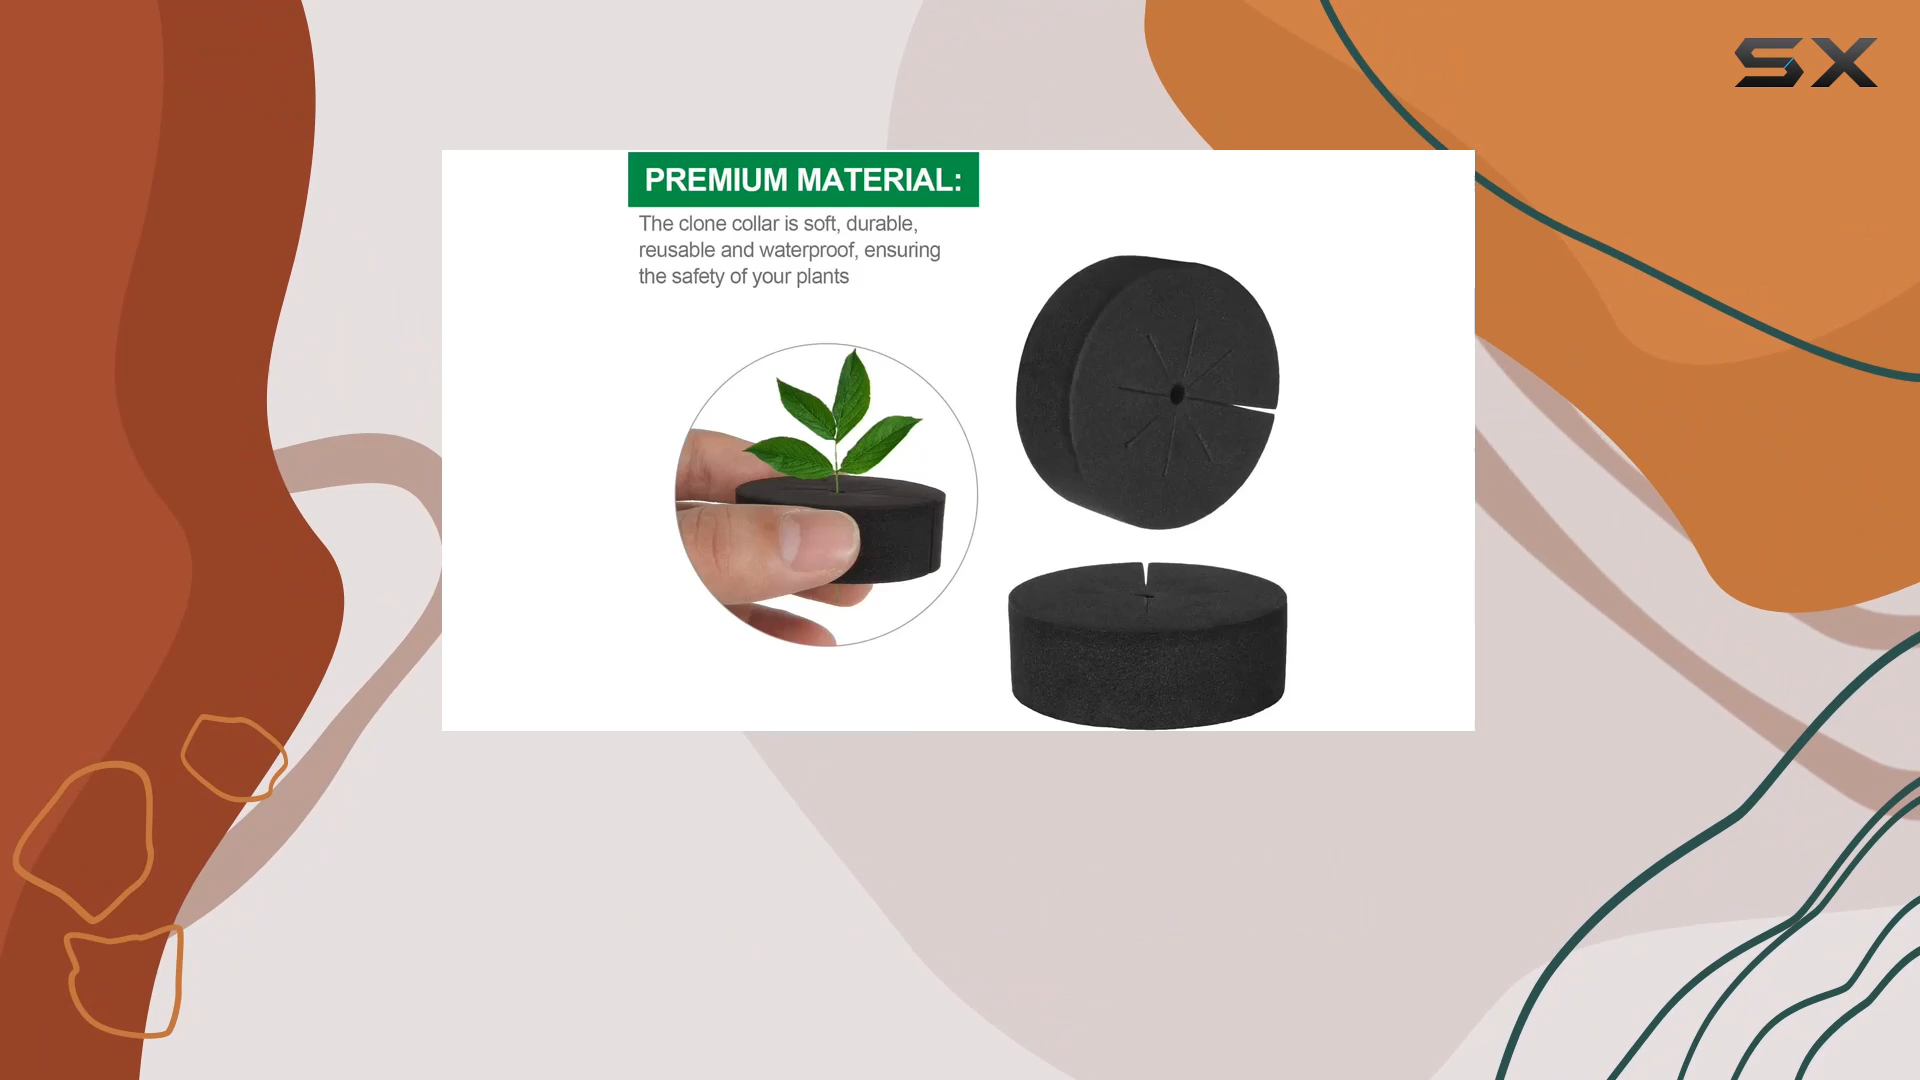 SX
PREMIUM MATERIAL:
The clone collar is soft, durable,
reusable and waterproof, ensuring
the safety of your plants